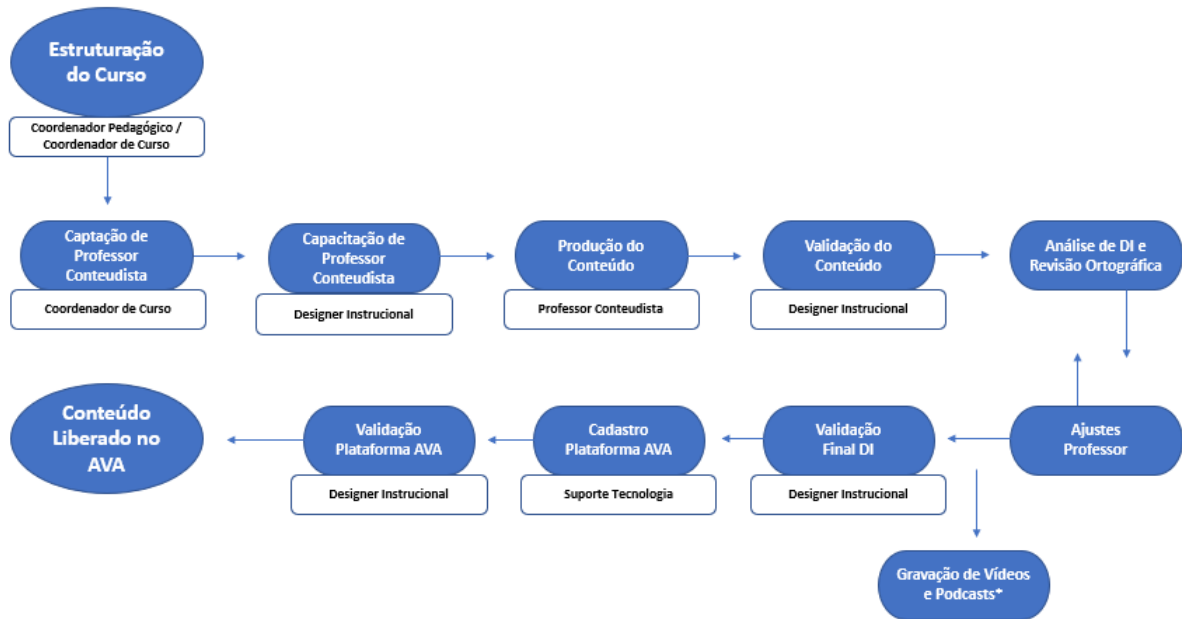 Estruturação
do Curso
Coordenador Pedagógico /
Coordenador de Curso
Captação de
Professor
Conteudista
Coordenador de Curso
Capacitação de
Professor
Conteudista
Designer Instrucional
Produção do
Conteúdo
Professor Conteudista
Validação do
Conteúdo
Designer Instrucional
Análise de DI e
Revisão Ortográfica
Ajustes
Professor
Validação
Final DI
Designer Instrucional
Cadastro
Plataforma AVA
Suporte Tecnologia
Validação
Plataforma AVA
Designer Instrucional
Conteúdo
Liberado no
AVA
Gravação de Vídeos
e Podcasts*